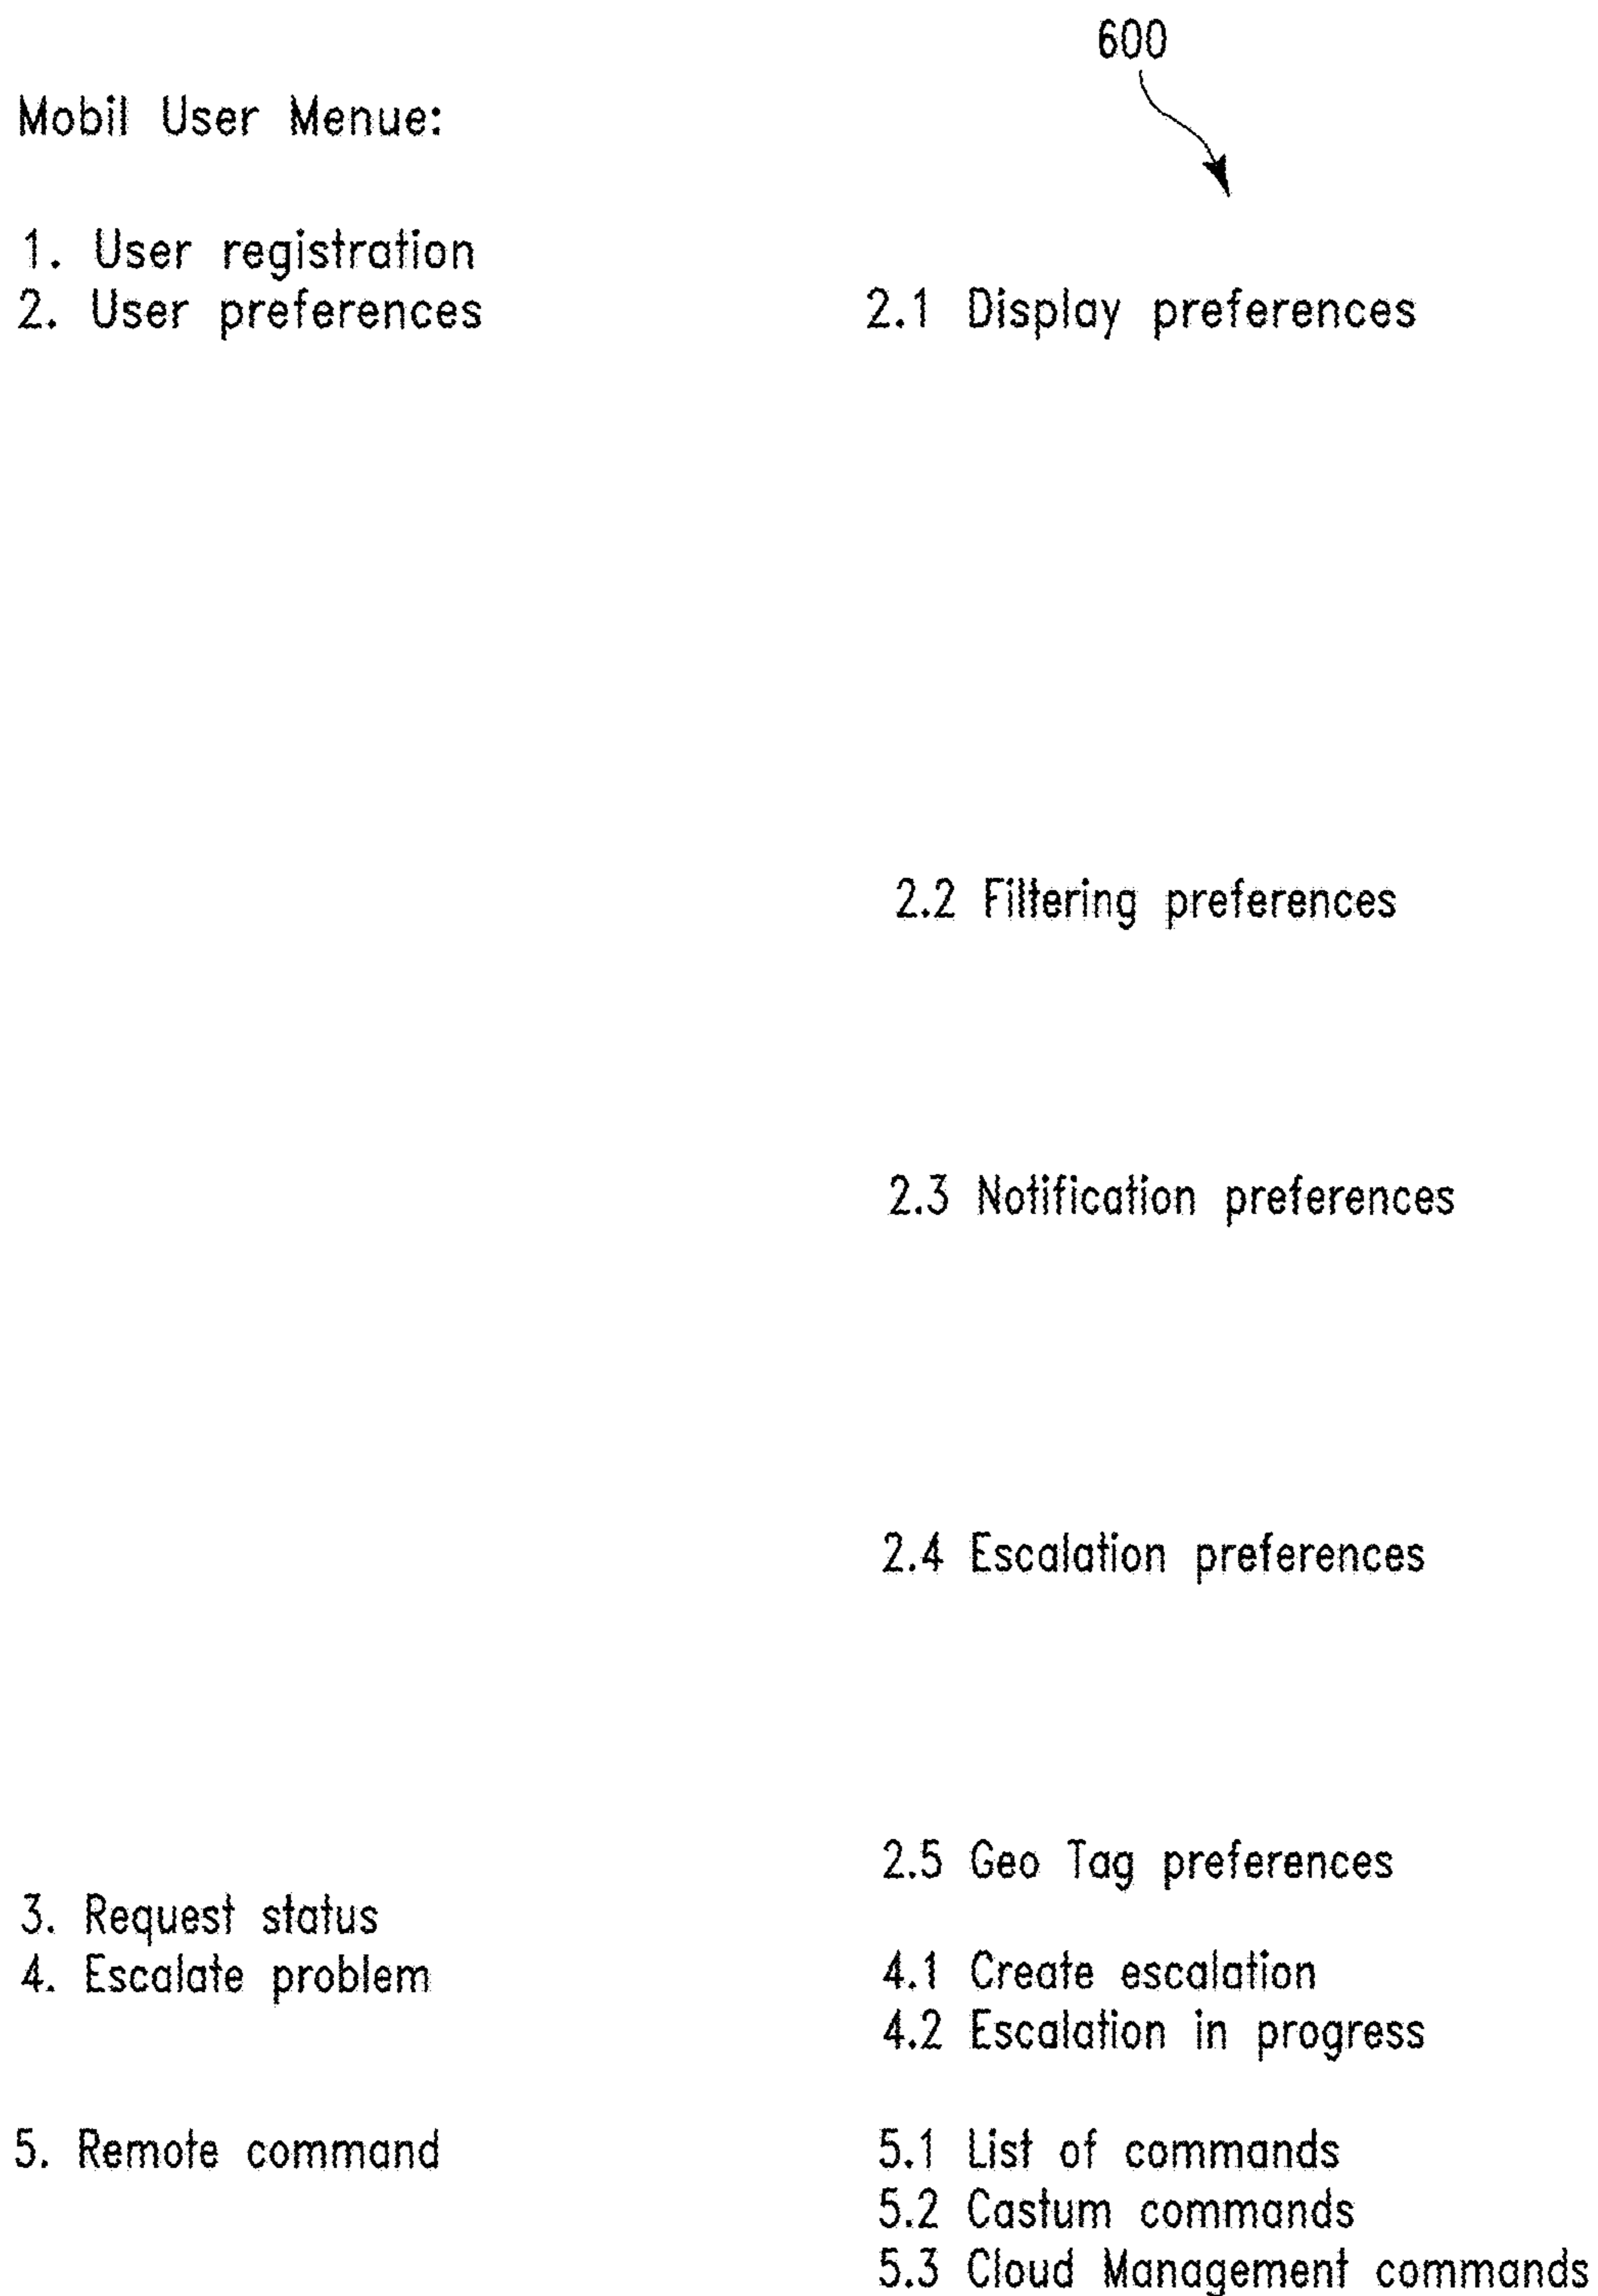 600
Mobil User Menue:
1. User registration
2. User preferences
2.1 Display preferences
2.2 Filtering preferences
2.3 Notification preferences
2.4 Escalation preferences
2.5 Geo Tag preferences
3. Request status
4. Escalate problem
4.1 Create escalation
4.2 Escalation in progress
5. Remote command
5.1 List of commands
5.2 Castum commands
5.3 Cloud Management commands